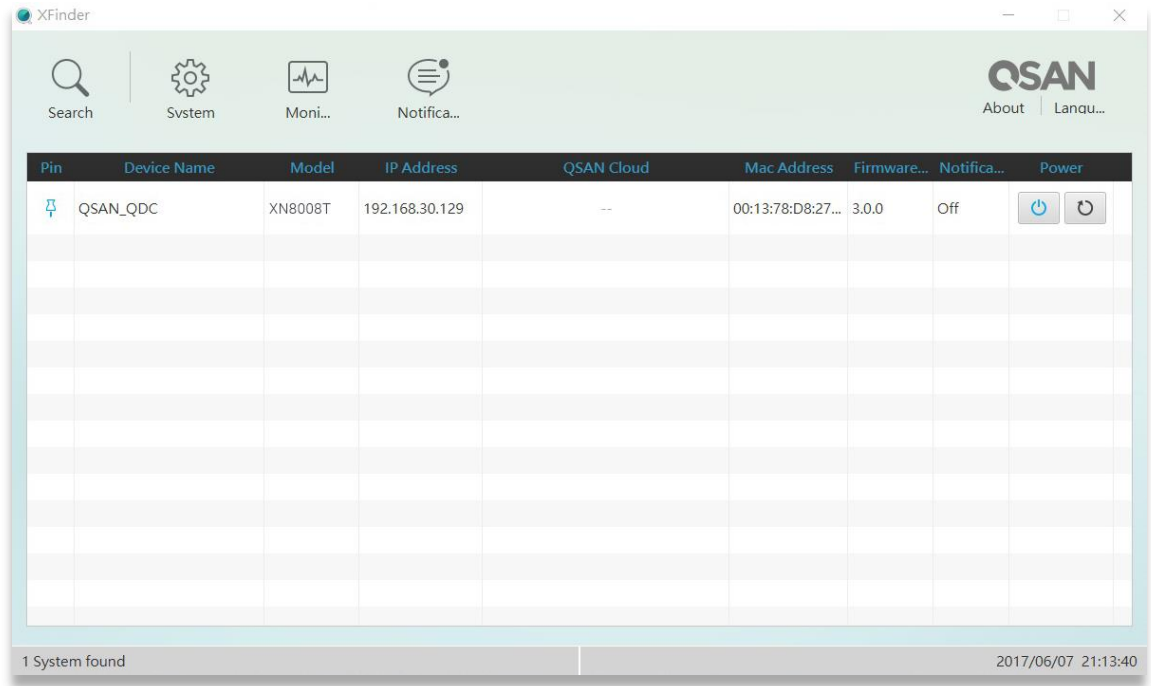 XFinder
Search System Moni... Notifica...
QSAN
About Langu...
Pin Device Name Model IP Address QSAN Cloud Mac Address Firmware... Notifica... Power
QSAN_QDC XN8008T 192.168.30.129 -- 00:13:78:D8:27... 3.0.0 Off
1 System found 2017/06/07 21:13:40